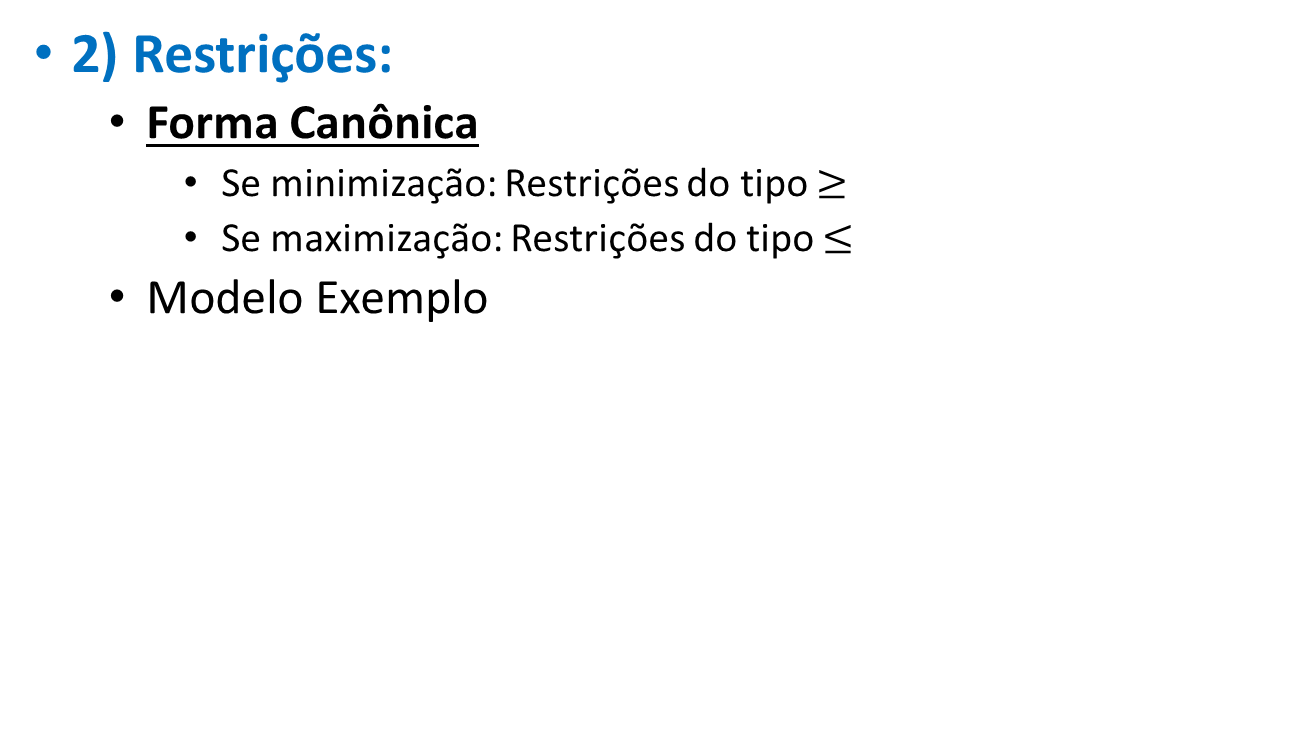 • 2) Restrições:
• Forma Canônica
• Se minimização: Restrições do tipo ≥
• Se maximização: Restrições do tipo ≤
• Modelo Exemplo